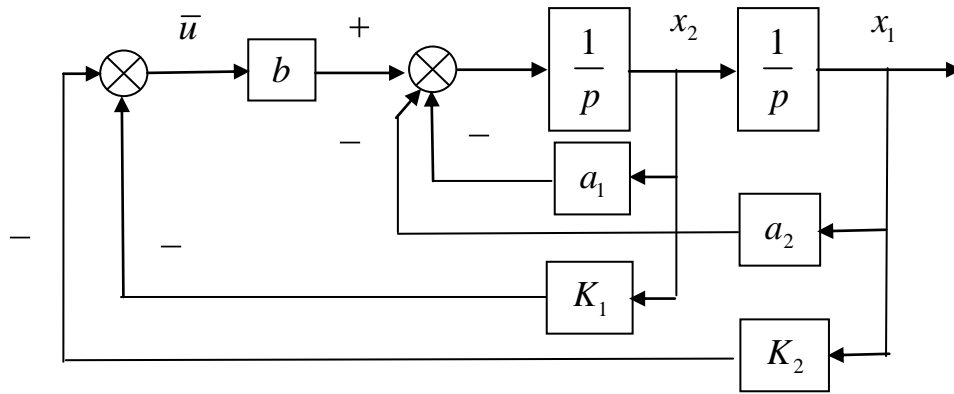 u̅ + x₂ x₁
b 1/p 1/p
− −
a₁
− − a₂
K₁
K₂